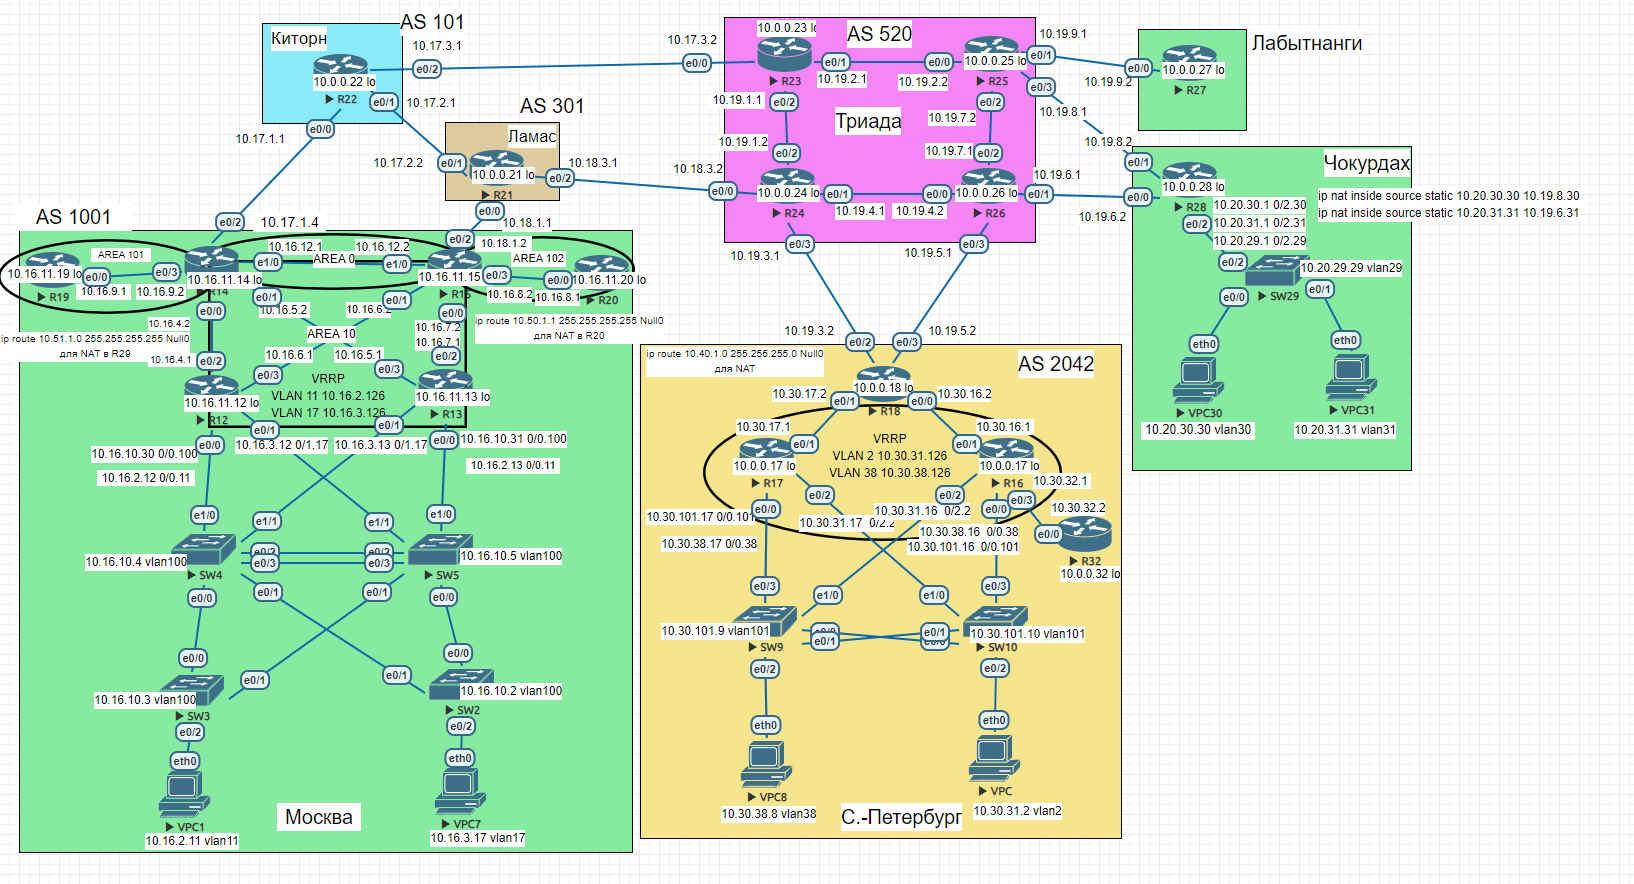 AS 101
Киторн
10.17.3.1
e0/2
10.0.0.22 lo
R22
e0/1
10.17.2.1
e0/0
10.17.1.1
AS 301
Ламас
10.17.2.2
e0/1
10.0.0.21 lo
R21
e0/2
10.18.3.1
e0/0
10.18.1.1
10.17.3.2
e0/0
10.0.0.23 lo
AS 520
R23
e0/1
10.19.2.1
e0/0
10.19.2.2
10.0.0.25 lo
R25
10.19.9.1
e0/1
e0/3
10.19.8.1
10.19.1.1
e0/2
Триада
10.19.7.2
e0/2
10.19.1.2
e0/2
10.19.7.1
e0/2
10.18.3.2
e0/0
10.0.0.24 lo
R24
e0/1
10.19.4.1
e0/0
10.19.4.2
10.0.0.26 lo
R26
e0/1
10.19.6.1
e0/3
10.19.3.1
e0/3
10.19.5.1
Лабытнанги
e0/0
10.19.9.2
10.0.0.27 lo
R27
Чокурдах
10.19.8.2
e0/1
10.0.0.28 lo
R28
e0/0
10.19.6.2
ip nat inside source static 10.20.30.30 10.19.8.30
ip nat inside source static 10.20.31.31 10.19.6.31
10.20.30.1 0/2.30
10.20.31.1 0/2.31
10.20.29.1 0/2.29
e0/2
e0/2
10.20.29.29 vlan29
SW29
e0/0
e0/1
eth0
eth0
VPC30
10.20.30.30 vlan30
VPC31
10.20.31.31 vlan31
AS 1001
e0/2
10.17.1.4
AREA 101
10.16.11.19 lo
R19
e0/0
10.16.9.1
e0/3
10.16.9.2
10.16.11.14 lo
10.16.12.1
10.16.12.2
AREA 0
e1/0
e1/0
e0/2
10.18.1.2
AREA 102
10.16.11.15
e0/3
e0/0
10.16.11.20 lo
R20
10.16.8.2
10.16.8.1
e0/1
10.16.5.2
e0/1
e0/0
10.16.4.2
e0/0
10.16.7.2
10.16.7.1
ip route 10.51.1.0 255.255.255.255 Null0
для NAT в R29
ip route 10.50.1.1 255.255.255.255 Null0
для NAT в R20
AREA 10
10.16.4.1
e0/2
10.16.6.1
10.16.5.1
e0/2
e0/3
e0/3
VRRP
VLAN 11 10.16.2.126
VLAN 17 10.16.3.126
10.16.11.12 lo
R12
10.16.11.13 lo
R13
e0/1
e0/1
10.16.3.12 0/1.17
10.16.3.13 0/1.17
e0/0
10.16.10.30 0/0.100
10.16.2.12 0/0.11
e0/0
10.16.10.31 0/0.100
10.16.2.13 0/0.11
e1/0
e1/1
e1/1
e1/0
10.16.10.4 vlan100
SW4
e0/2
e0/3
e0/2
e0/3
10.16.10.5 vlan100
SW5
e0/0
e0/1
e0/1
e0/0
e0/0
e0/1
e0/1
e0/0
10.16.10.3 vlan100
SW3
10.16.10.2 vlan100
SW2
e0/2
e0/2
eth0
eth0
VPC1
10.16.2.11 vlan11
VPC7
10.16.3.17 vlan17
Москва
10.19.3.2
10.19.5.2
e0/2
e0/3
ip route 10.40.1.0 255.255.255.0 Null0
для NAT
AS 2042
10.0.0.18 lo
R18
10.30.17.2
e0/1
e0/0
10.30.16.2
10.30.17.1
e0/1
10.0.0.17 lo
R17
VRRP
VLAN 2 10.30.31.126
VLAN 38 10.30.38.126
10.30.16.1
e0/1
10.0.0.17 lo
R16
10.30.32.1
e0/3
e0/2
e0/2
e0/0
e0/0
10.30.101.17 0/0.101
10.30.38.17 0/0.38
10.30.31.17 0/2.2
10.30.31.16 0/2.2
10.30.38.16 0/0.38
10.30.101.16 0/0.101
10.30.32.2
e0/0
R32
10.0.0.32 lo
e0/3
e1/0
e1/0
e0/3
10.30.101.9 vlan101
SW9
e0/1
e0/1
10.30.101.10 vlan101
SW10
e0/2
e0/2
eth0
eth0
VPC8
10.30.38.8 vlan38
VPC
10.30.31.2 vlan2
С.-Петербург